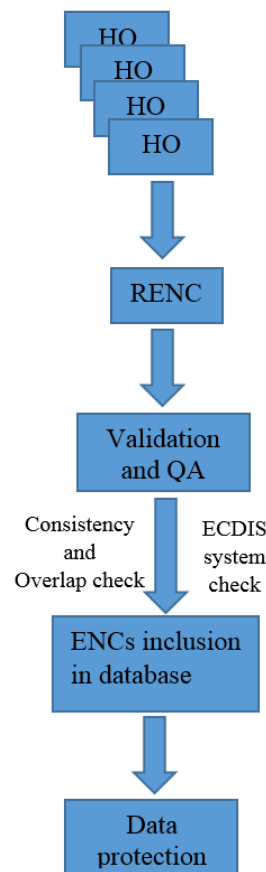 HO
HO
HO
HO
RENC
Validation
and QA
Consistency
and
Overlap check
ECDIS
system
check
ENCs inclusion
in database
Data
protection